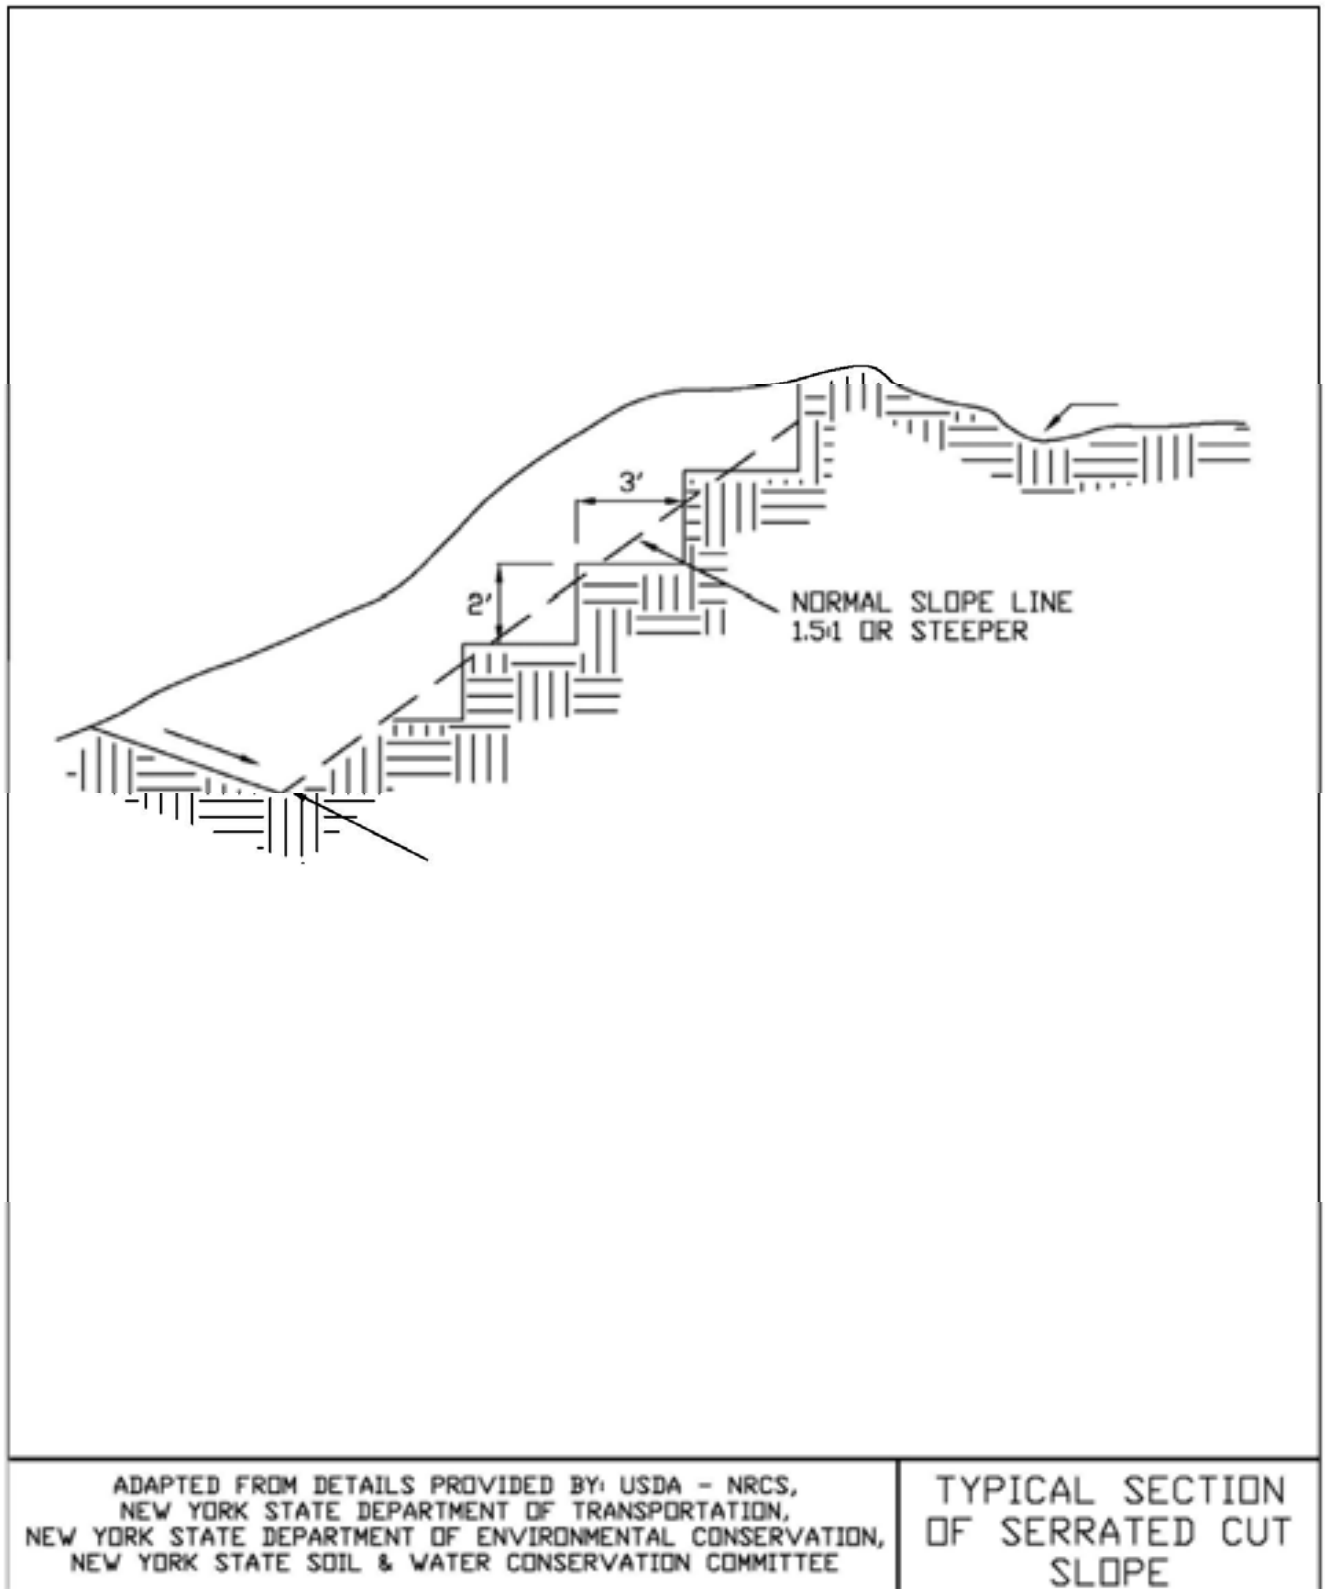 3'
2'
NORMAL SLOPE LINE
1.5:1 OR STEEPER
ADAPTED FROM DETAILS PROVIDED BY: USDA - NRCS,
NEW YORK STATE DEPARTMENT OF TRANSPORTATION,
NEW YORK STATE DEPARTMENT OF ENVIRONMENTAL CONSERVATION,
NEW YORK STATE SOIL & WATER CONSERVATION COMMITTEE
TYPICAL SECTION
OF SERRATED CUT
SLOPE